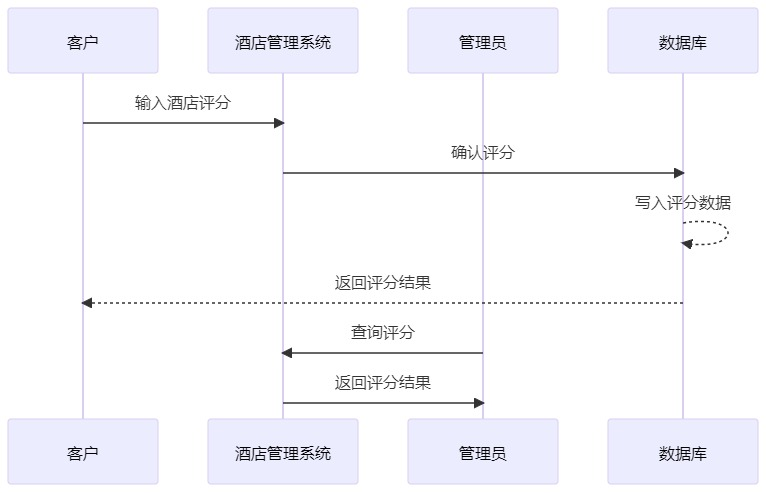 客户
酒店管理系统
管理员
数据库
输入酒店评分
确认评分
写入评分数据
返回评分结果
查询评分
返回评分结果
客户
酒店管理系统
管理员
数据库